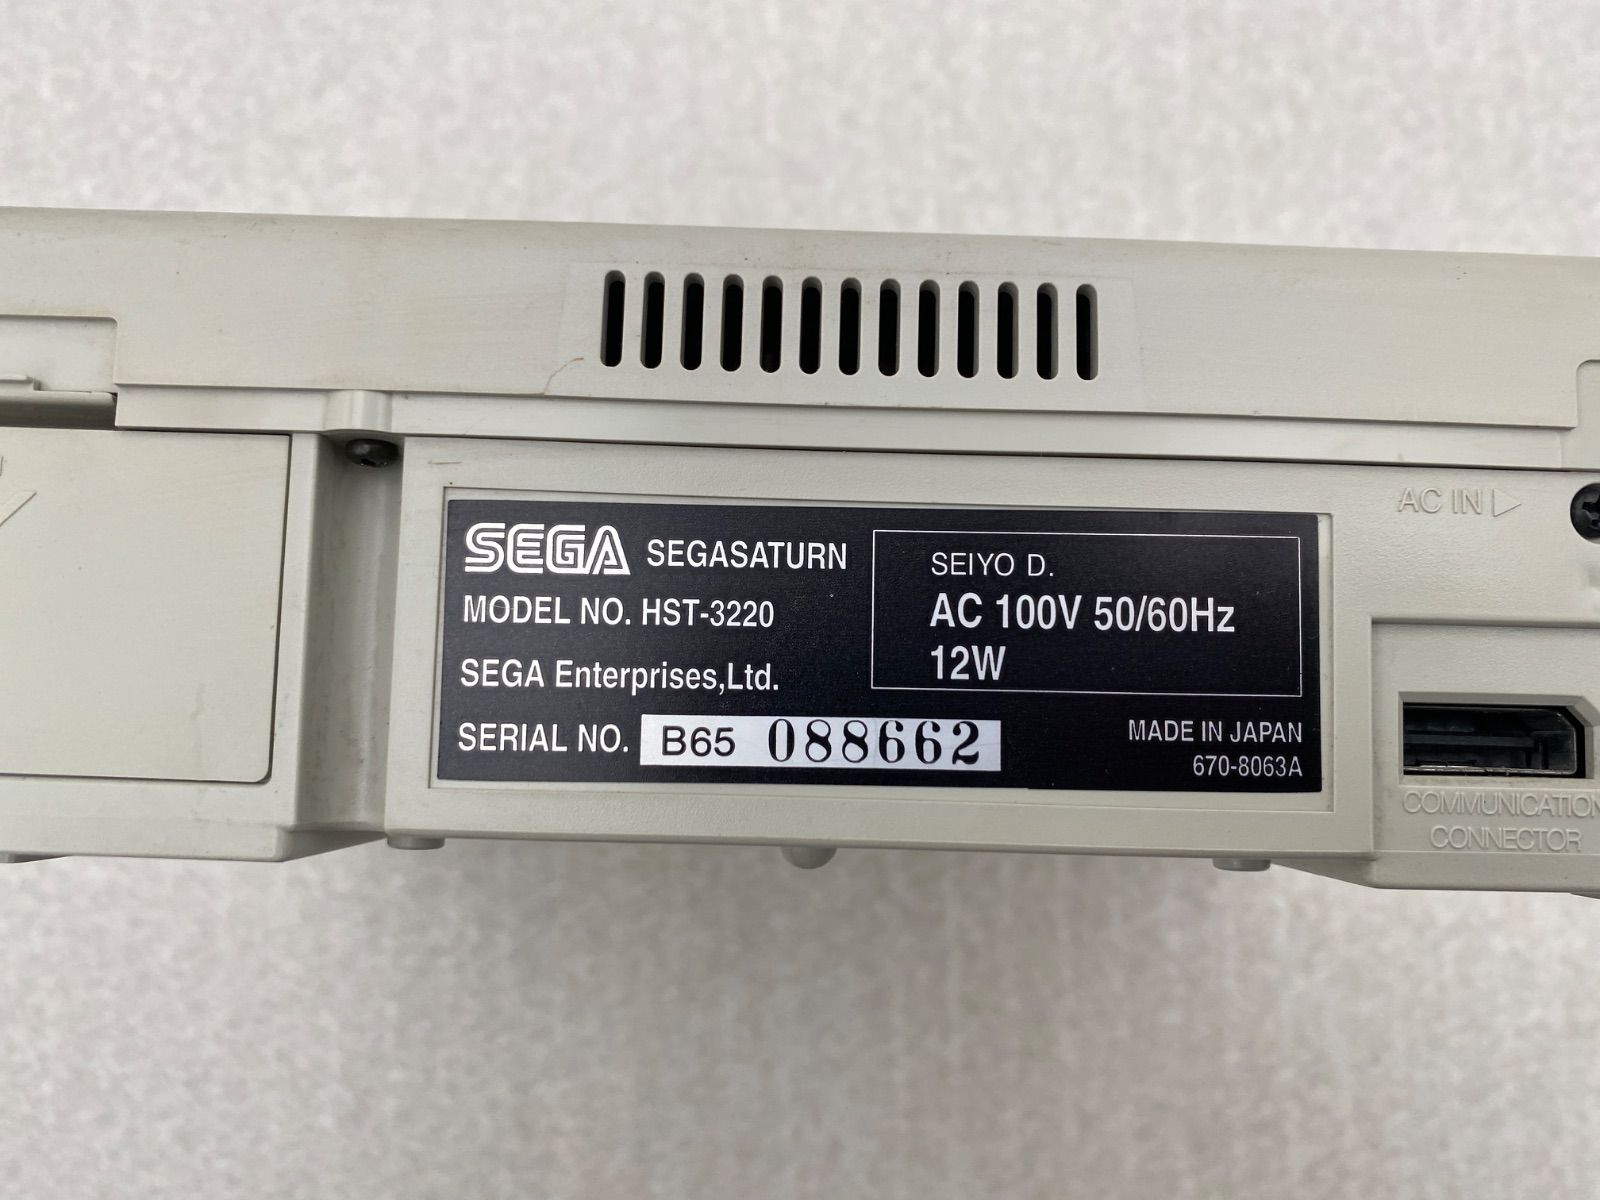 SEGA SEGASATURN
MODEL NO. HST-3220
SEGA Enterprises,Ltd.
SERIAL NO. B65 088662
SEIYO D.
AC 100V 50/60Hz
12W
MADE IN JAPAN
670-8063A
AC IN
COMMUNICATION
CONNECTOR